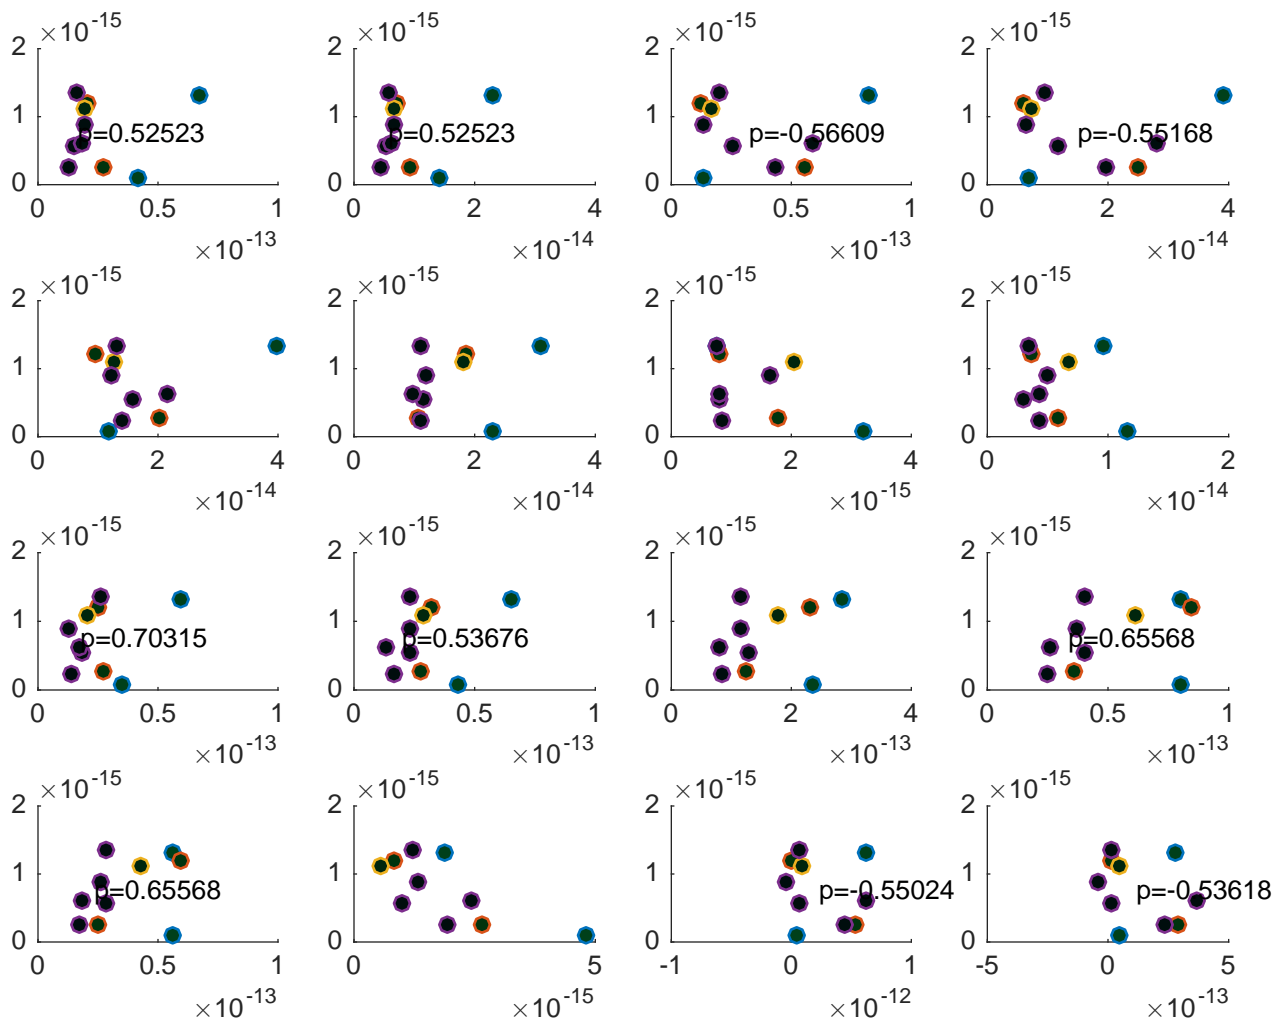 2 ×10-15 2 ×10-15 2 ×10-15 2 ×10-15
1 1 1 1
p=0.52523 p=0.52523 p=-0.56609 p=-0.55168
0 0 0 0
0 0.5 1 0 2 4 0 0.5 1 0 2 4
×10-13 ×10-14 ×10-13 ×10-14
2 ×10-15 2 ×10-15 2 ×10-15 2 ×10-15
1 1 1 1
0 0 0 0
0 2 4 0 2 4 0 2 4 0 1 2
×10-14 ×10-14 ×10-15 ×10-14
2 ×10-15 2 ×10-15 2 ×10-15 2 ×10-15
1 1 1 1
p=0.70315 p=0.53676 p=0.65568
0 0 0 0
0 0.5 1 0 0.5 1 0 2 4 0 0.5 1
×10-13 ×10-13 ×10-13 ×10-13
2 ×10-15 2 ×10-15 2 ×10-15 2 ×10-15
1 1 1 1
p=0.65568 p=-0.55024 p=-0.53618
0 0 0 0
0 0.5 1 0 5 -1 0 1 -5 0 5
×10-13 ×10-15 ×10-12 ×10-13